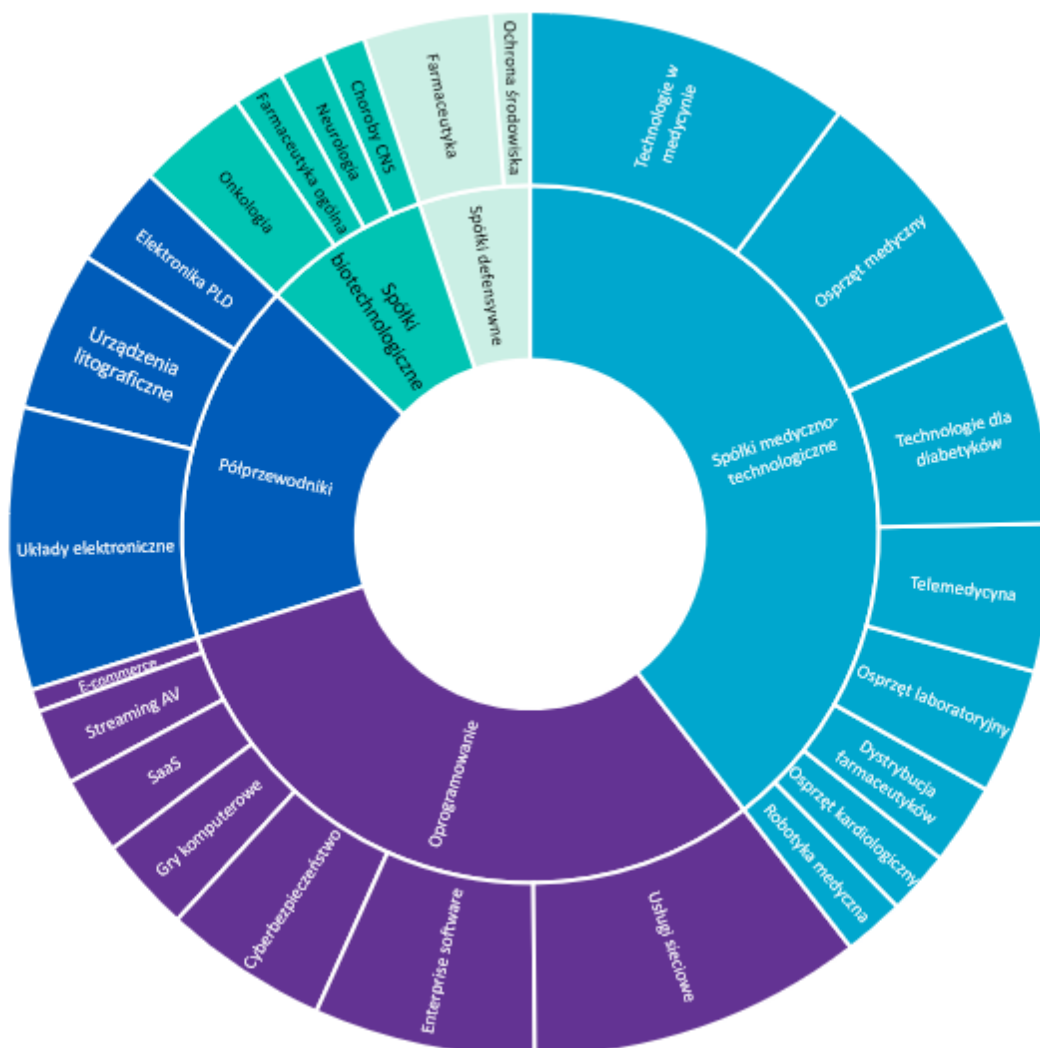 Technologie w
medycynie
Osprzęt medyczny
Technologie dla
diabetyków
Telemedycyna
Osprzęt laboratoryjny
Dystrybucja
farmaceutyków
Osprzęt kardiologiczny
Robotyka medyczna
Usługi sieciowe
Enterprise software
Cyberbezpieczeństwo
Gry komputerowe
SaaS
Streaming AV
E-commerce
Układy elektroniczne
Urządzenia
litograficzne
Elektronika PLD
Onkologia
Farmaceutyka ogólna
Neurologia
Choroby CNS
Farmaceutyka
Ochrona środowiska
Spółki medyczno-
technologiczne
Oprogramowanie
Półprzewodniki
Spółki
biotechnologiczne
Spółki defensywne